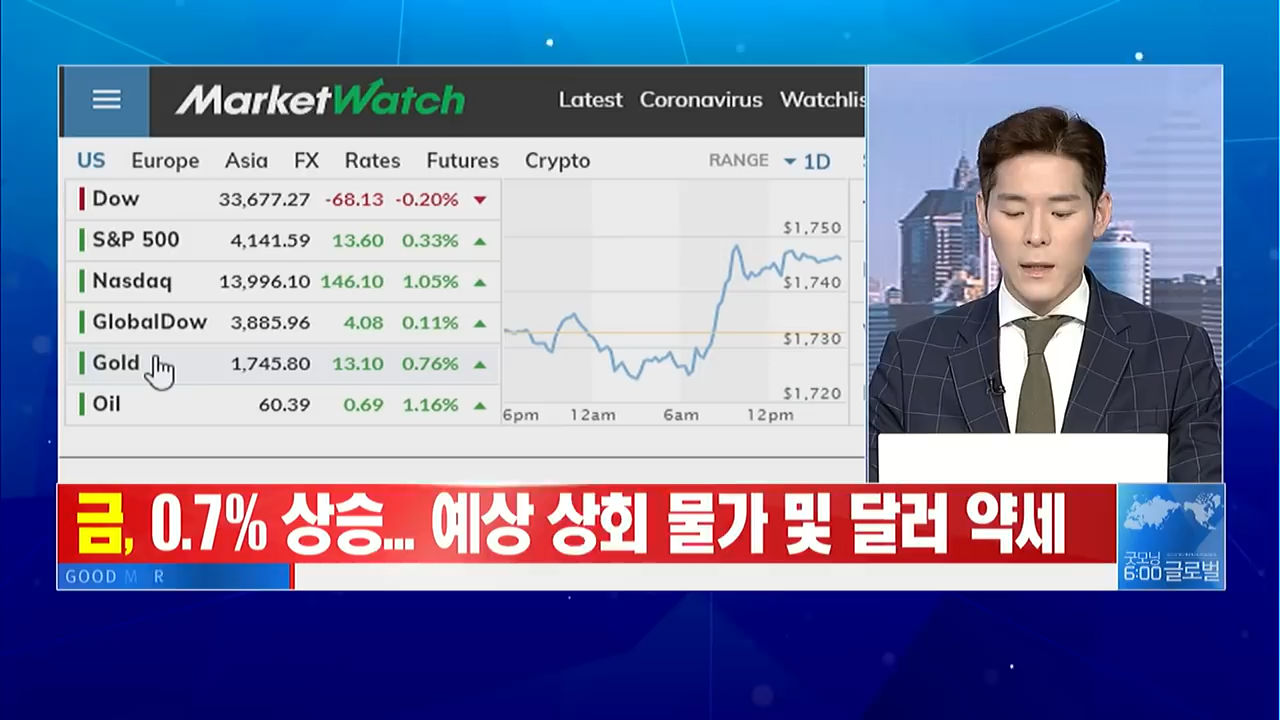 MarketWatch
Latest Coronavirus Watchlis
US Europe Asia FX Rates Futures Crypto RANGE 1D
Dow 33,677.27 -68.13 -0.20%
S&P 500 4,141.59 13.60 0.33%
Nasdaq 13,996.10 146.10 1.05%
GlobalDow 3,885.96 4.08 0.11%
Gold 1,745.80 13.10 0.76%
Oil 60.39 0.69 1.16%
$1,750
$1,740
$1,730
$1,720
6pm 12am 6am 12pm
금, 0.7% 상승... 예상 상회 물가 및 달러 약세
GOOD M R
굿모닝
6:00 글로벌